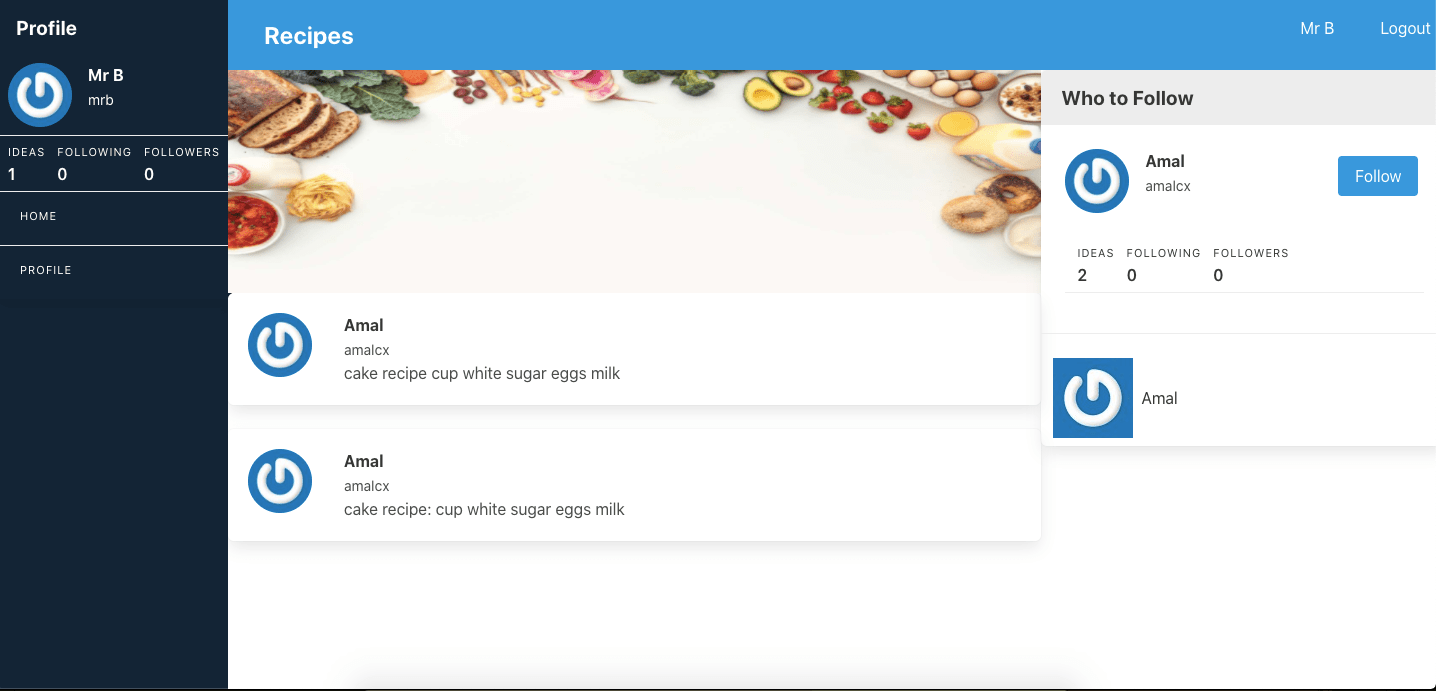 Profile
Mr B
mrb
IDEAS FOLLOWING FOLLOWERS
1 0 0
HOME
PROFILE
Recipes
Mr B Logout
Amal
amalcx
cake recipe cup white sugar eggs milk
Amal
amalcx
cake recipe: cup white sugar eggs milk
Who to Follow
Amal
amalcx
Follow
IDEAS FOLLOWING FOLLOWERS
2 0 0
Amal